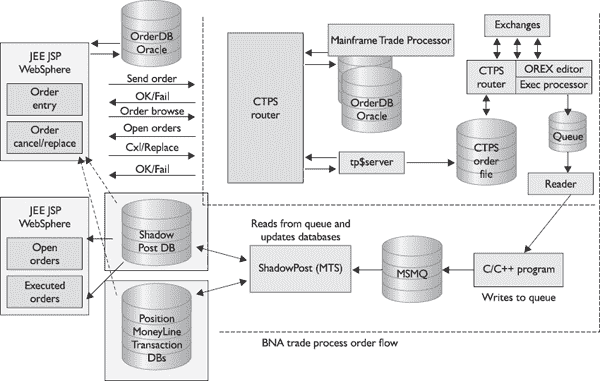 OrderDB
Oracle
JEE JSP
WebSphere
Order
entry
Order
cancel/replace
Send order
OK/Fail
Order browse
Open orders
Cxl/Replace
OK/Fail
CTPS
router
Mainframe Trade Processor
OrderDB
Oracle
tp$server
Exchanges
CTPS
router
OREX editor
Exec processor
CTPS
order
file
Queue
Reader
JEE JSP
WebSphere
Open
orders
Executed
orders
Shadow
Post DB
Position
MoneyLine
Transaction
DBs
Reads from queue and
updates databases
ShadowPost (MTS)
MSMQ
C/C++ program
Writes to queue
BNA trade process order flow